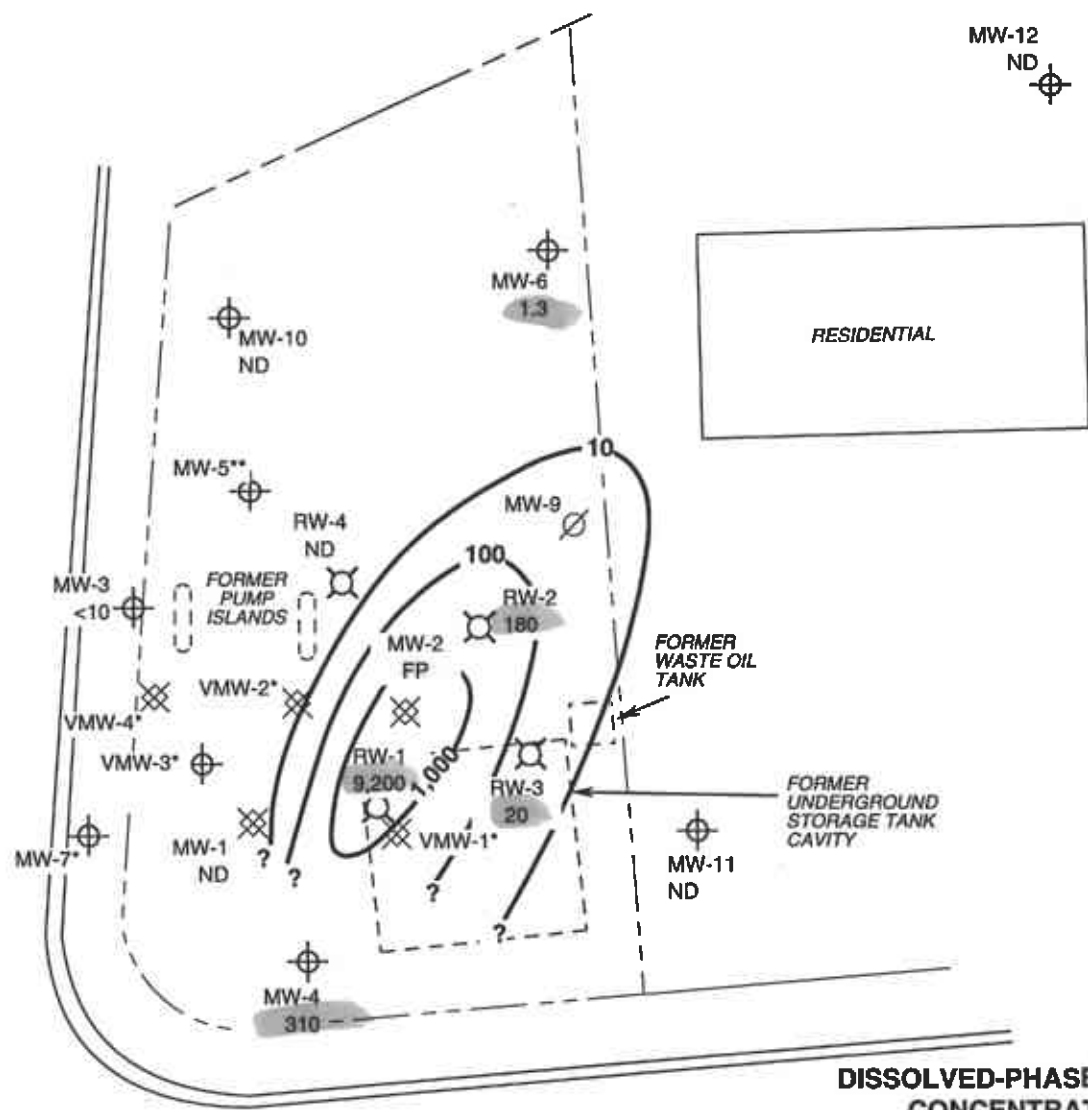 MW-12
ND
MW-6
1.3
MW-10
ND
RESIDENTIAL
10
MW-5**
MW-9
RW-4
ND
100
MW-3
<10
FORMER
PUMP
ISLANDS
RW-2
180
MW-2
FP
FORMER
WASTE OIL
TANK
VMW-2*
VMW-4*
RW-1
9,200
1,000
VMW-3*
RW-3
20
FORMER
UNDERGROUND
STORAGE TANK
CAVITY
VMW-1*
MW-7*
MW-1
ND
?
?
?
?
MW-11
ND
MW-4
310
DISSOLVED-PHASE
CONCENTRAT